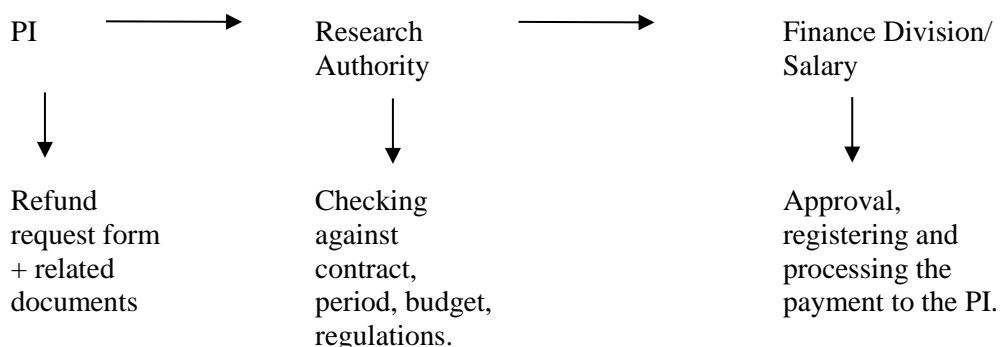 PI
Research
Authority
Finance Division/
Salary
Refund
request form
+ related
documents
Checking
against
contract,
period, budget,
regulations.
Approval,
registering and
processing the
payment to the PI.